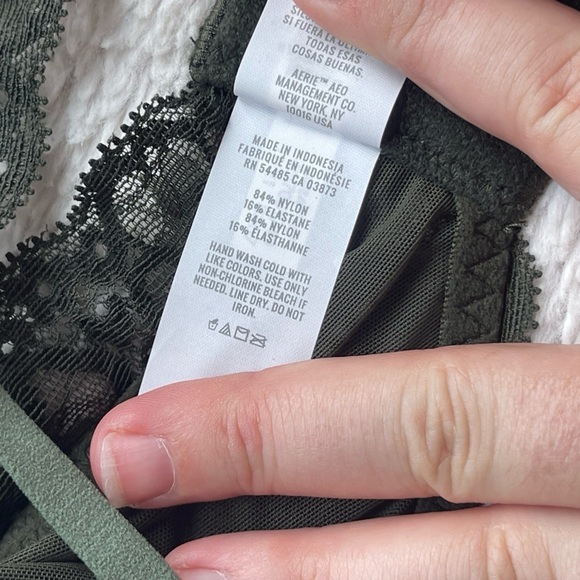 SI FUERA LA ÚLTIMA
TODAS ESAS
COSAS BUENAS.
AERIE™ AEO
MANAGEMENT CO.
NEW YORK, NY
10016 USA
MADE IN INDONESIA
FABRIQUÉ EN INDONÉSIE
RN 54485 CA 03873
84% NYLON
16% ELASTANE
84% NYLON
16% ÉLASTHANNE
HAND WASH COLD WITH
LIKE COLORS. USE ONLY
NON-CHLORINE BLEACH IF
NEEDED. LINE DRY. DO NOT
IRON.